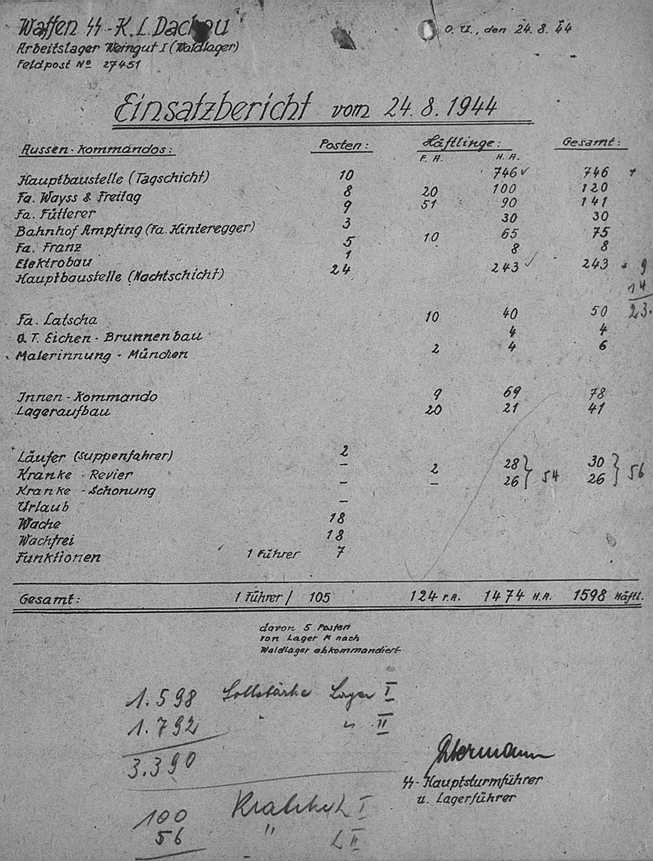 Waffen SS - K.L. Dachau
O.U., den 24.8.44
Arbeitslager Weingut I (Waldlager)
Feldpost No 27451
Einsatzbericht vom 24.8.1944
Aussen-Kommandos: Posten: Häftlinge: Gesamt:
F.A. H.A.
Hauptbaustelle (Tagschicht) 10 746 746
Fa. Wayss & Freitag 8 20 100 120
Fa. Fütterer 9 51 90 141
Bahnhof Ampfing (Fa. Hinteregger) 3 30 30
Fa. Franz 5 10 65 75
Elektrobau 1 8 8
Hauptbaustelle (Nachtschicht) 24 243 243 9
14
23.
Fa. Latscha 10 40 50
O.T. Eichen - Brunnenbau 4 4
Malerinnung - München 2 4 6
Innen-Kommando 9 69 78
Lageraufbau 20 21 41
Läufer (Suppenfahrer) 2
Kranke - Revier - 2 28 30
Kranke - Schonung - - 26 } 54 26 } 56
Urlaub -
Wache 18
Wachfrei 18
Funktionen 1 Führer 7
Gesamt: 1 Führer / 105 124 F.A. 1474 H.A. 1598 Häftl.
davon 5 Posten
von Lager M nach
Waldlager abkommandiert
1.598 Sollstärke Lager I
1.792 " " II
3.390
SS-Hauptsturmführer
u. Lagerführer
100 L I
56 " L II